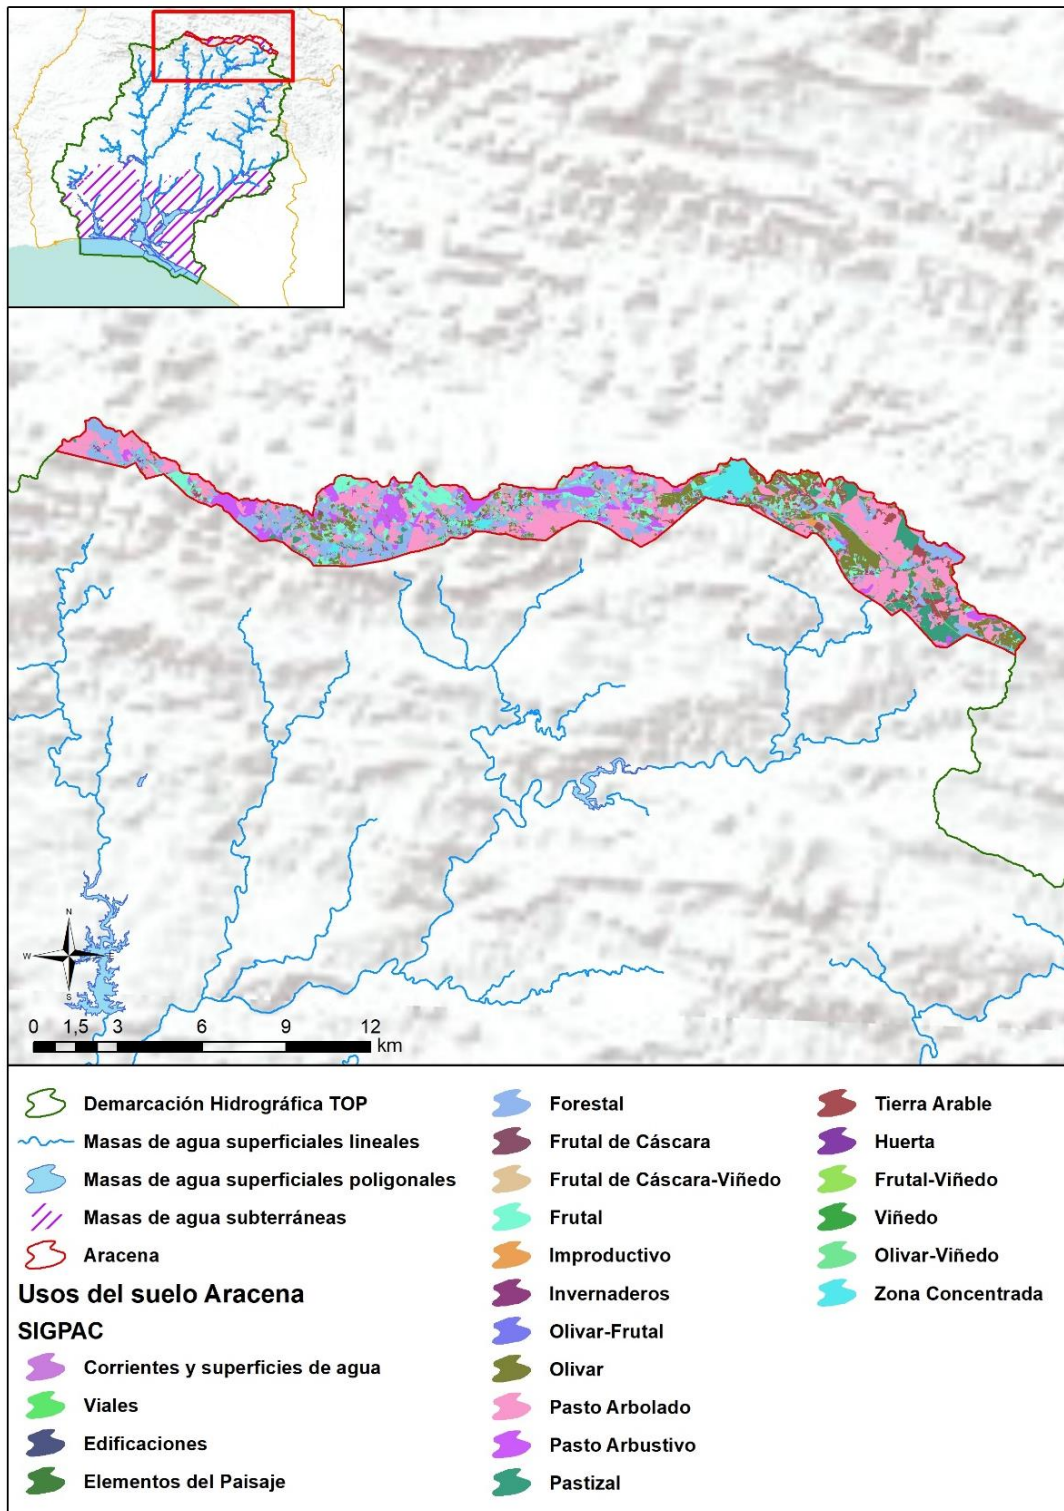 N
W
E
S
0 1,5 3 6 9 12
km
Demarcación Hidrográfica TOP
Masas de agua superficiales lineales
Masas de agua superficiales poligonales
Masas de agua subterráneas
Aracena
Usos del suelo Aracena
SIGPAC
Corrientes y superficies de agua
Viales
Edificaciones
Elementos del Paisaje
Forestal
Frutal de Cáscara
Frutal de Cáscara-Viñedo
Frutal
Improductivo
Invernaderos
Olivar-Frutal
Olivar
Pasto Arbolado
Pasto Arbustivo
Pastizal
Tierra Arable
Huerta
Frutal-Viñedo
Viñedo
Olivar-Viñedo
Zona Concentrada